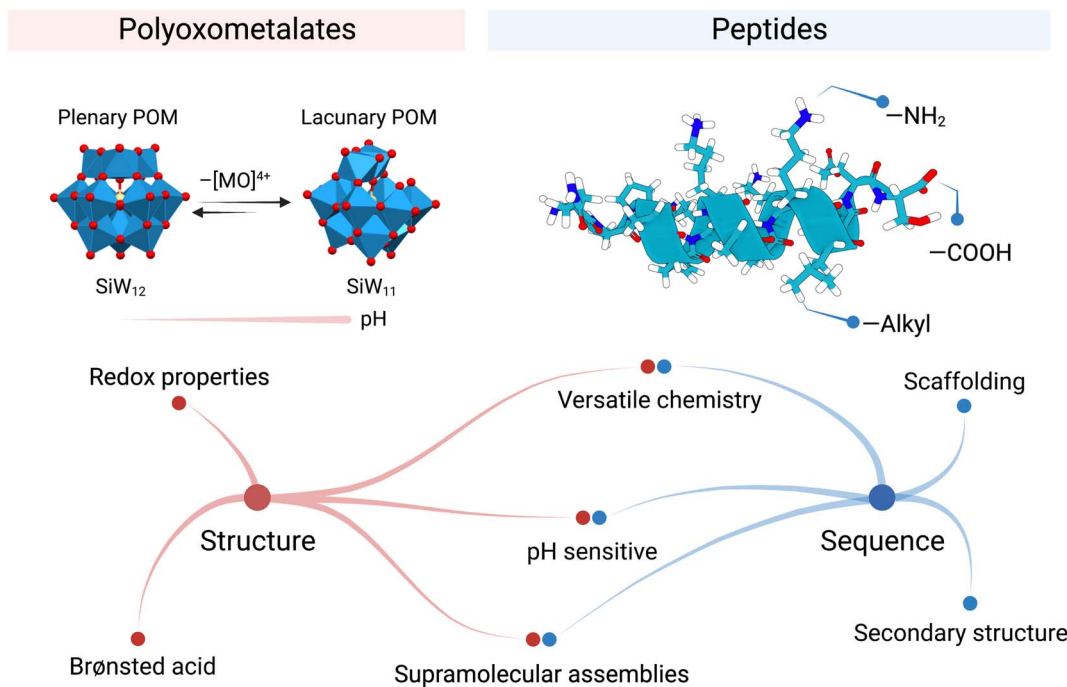 Polyoxometalates
Peptides
Plenary POM
Lacunary POM
−[MO]⁴⁺
SiW₁₂
SiW₁₁
pH
−NH₂
−COOH
−Alkyl
Redox properties
Versatile chemistry
Scaffolding
Structure
pH sensitive
Sequence
Brønsted acid
Supramolecular assemblies
Secondary structure